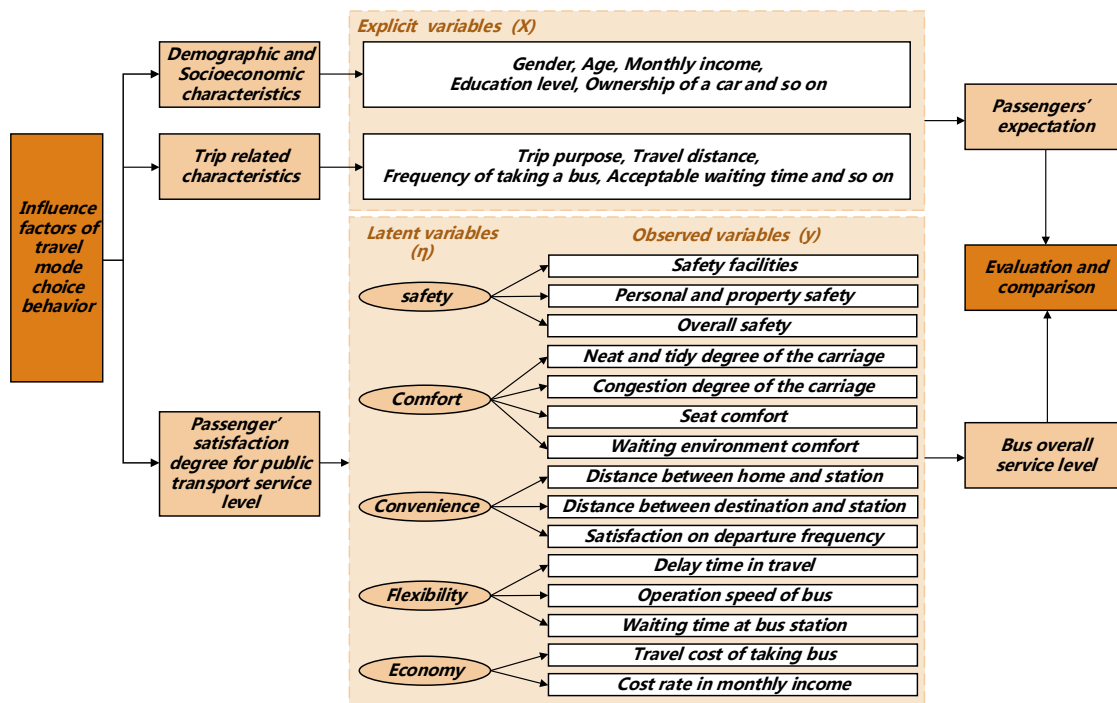 Influence
factors of
travel
mode
choice
behavior
Demographic and
Socioeconomic
characteristics
Trip related
characteristics
Passenger'
satisfaction
degree for public
transport service
level
Explicit variables (X)
Gender, Age, Monthly income,
Education level, Ownership of a car and so on
Trip purpose, Travel distance,
Frequency of taking a bus, Acceptable waiting time and so on
Latent variables
(η)
Observed variables (y)
safety
Safety facilities
Personal and property safety
Overall safety
Comfort
Neat and tidy degree of the carriage
Congestion degree of the carriage
Seat comfort
Waiting environment comfort
Convenience
Distance between home and station
Distance between destination and station
Satisfaction on departure frequency
Flexibility
Delay time in travel
Operation speed of bus
Waiting time at bus station
Economy
Travel cost of taking bus
Cost rate in monthly income
Passengers'
expectation
Evaluation and
comparison
Bus overall
service level